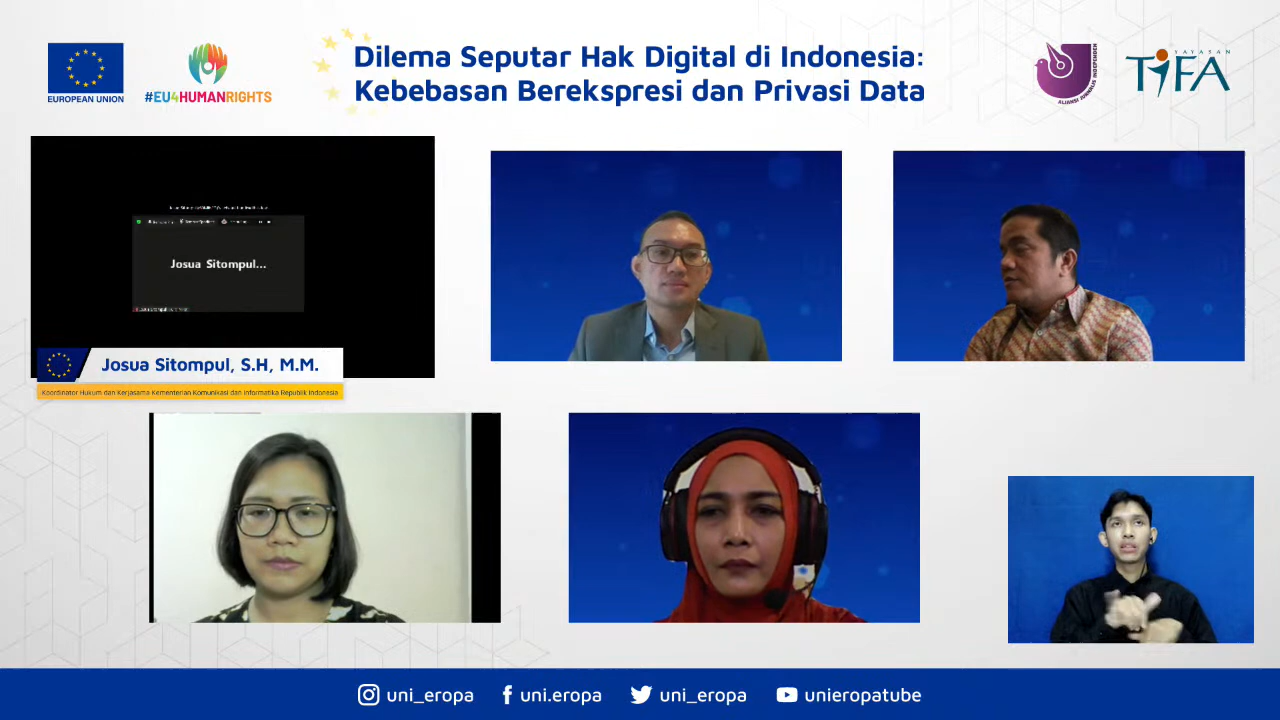 EUROPEAN UNION
#EU4HUMANRIGHTS
Dilema Seputar Hak Digital di Indonesia:
Kebebasan Berekspresi dan Privasi Data
ALIANSI JURNALIS INDEPENDEN
YAYASAN
TIFA
Josua Sitompul...
Josua Sitompul, S.H, M.M.
Koordinator Hukum dan Kerjasama Kementerian Komunikasi dan Informatika Republik Indonesia
uni_eropa
uni.eropa
uni_eropa
unieropatube